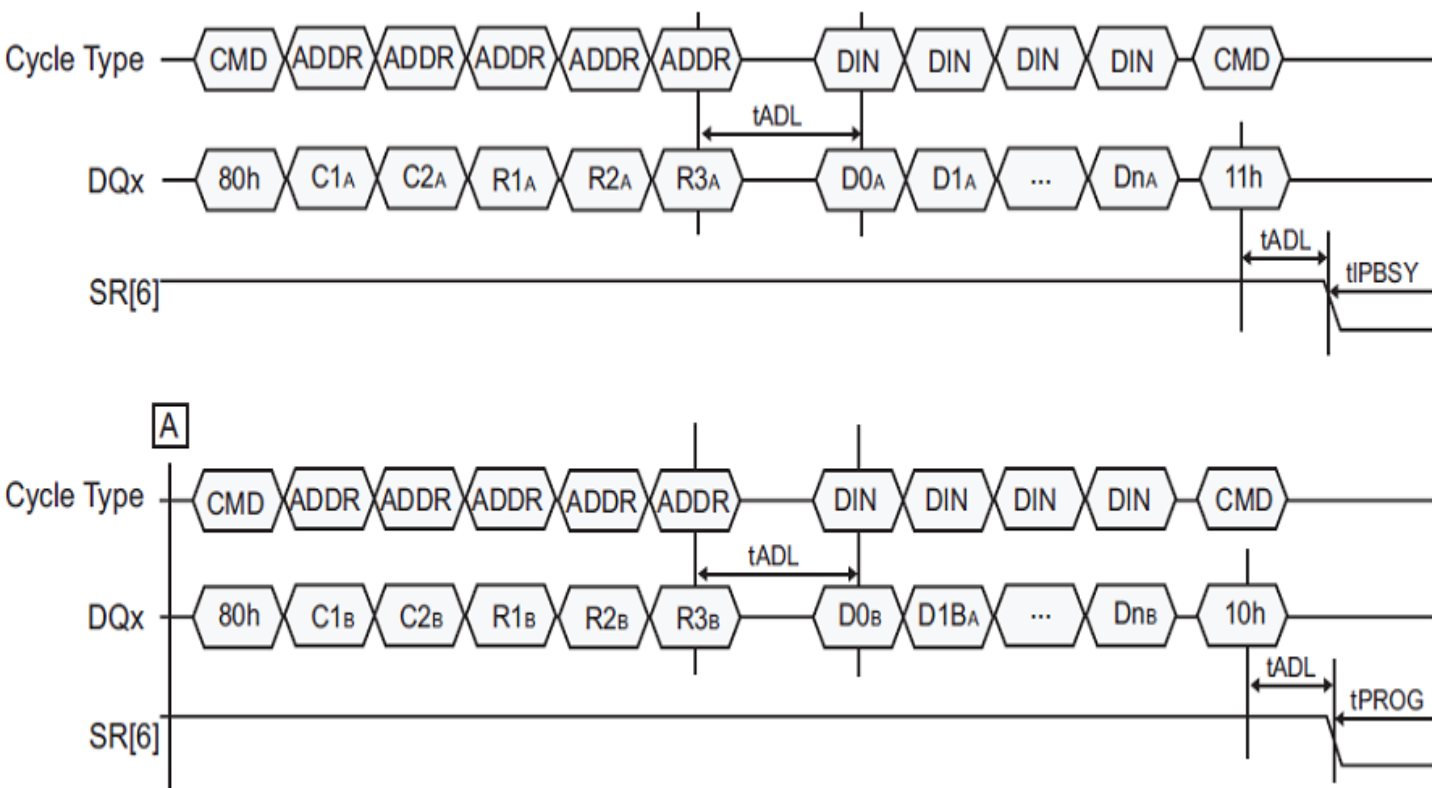 Cycle Type CMD ADDR ADDR ADDR ADDR ADDR DIN DIN DIN DIN CMD
tADL
DQx 80h C1A C2A R1A R2A R3A D0A D1A ... DnA 11h
tADL
SR[6] tIPBSY
A
Cycle Type CMD ADDR ADDR ADDR ADDR ADDR DIN DIN DIN DIN CMD
tADL
DQx 80h C1B C2B R1B R2B R3B D0B D1BA ... DnB 10h
tADL
SR[6] tPROG